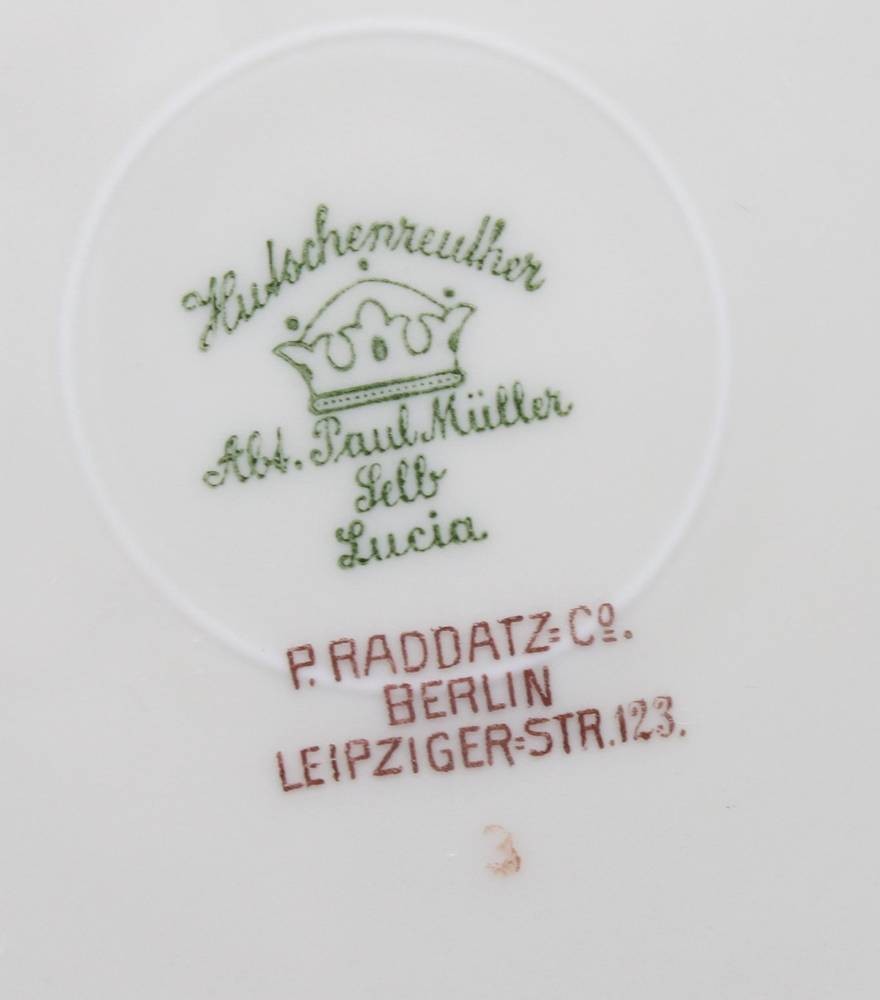 Hutschenreuther
Abt. Paul Müller
Selb
Lucia
P. RADDATZ=Cº.
BERLIN
LEIPZIGER=STR.123.
3